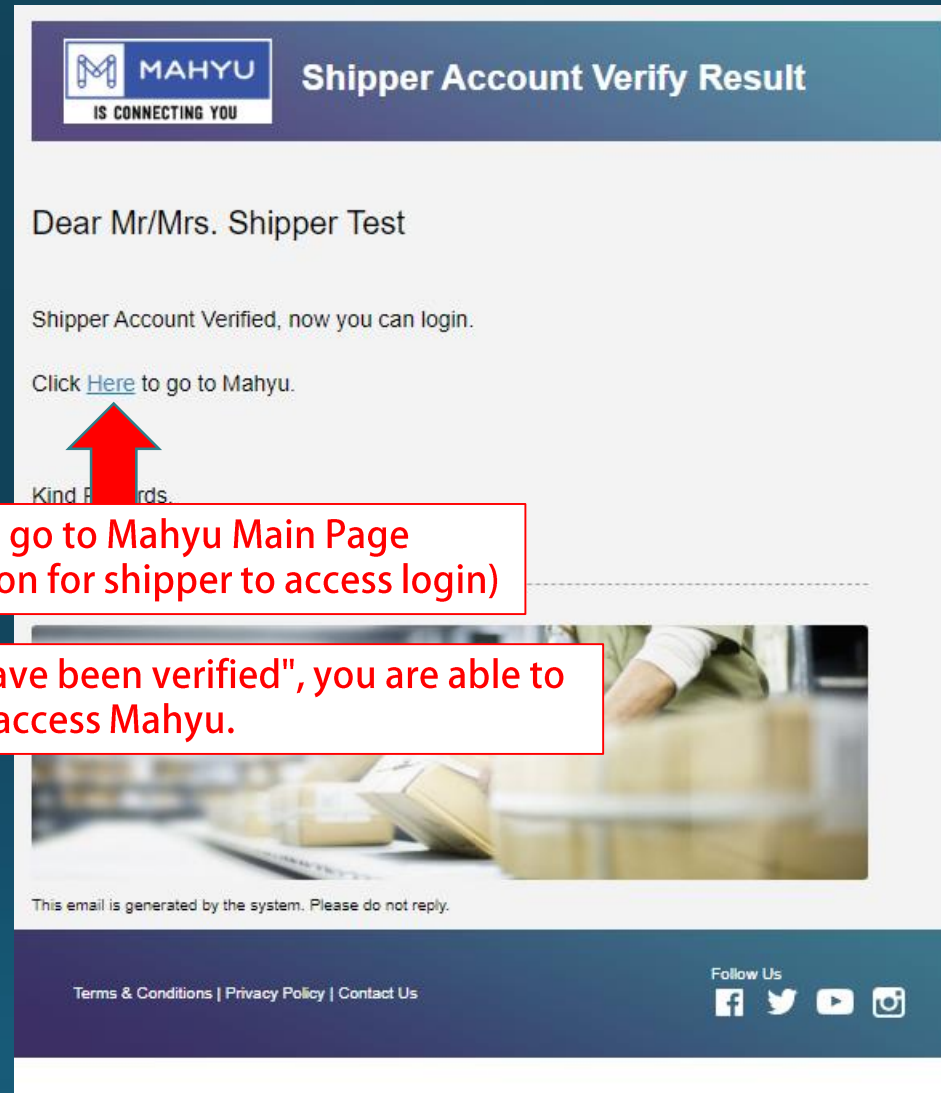 MAHYU
IS CONNECTING YOU
Shipper Account Verify Result
Dear Mr/Mrs. Shipper Test
Shipper Account Verified, now you can login.
Click Here to go to Mahyu.
Kind
go to Mahyu Main Page
for shipper to access login)
been verified", you are able to
access Mahyu.
This email is generated by the system. Please do not reply.
Terms & Conditions | Privacy Policy | Contact Us
Follow Us